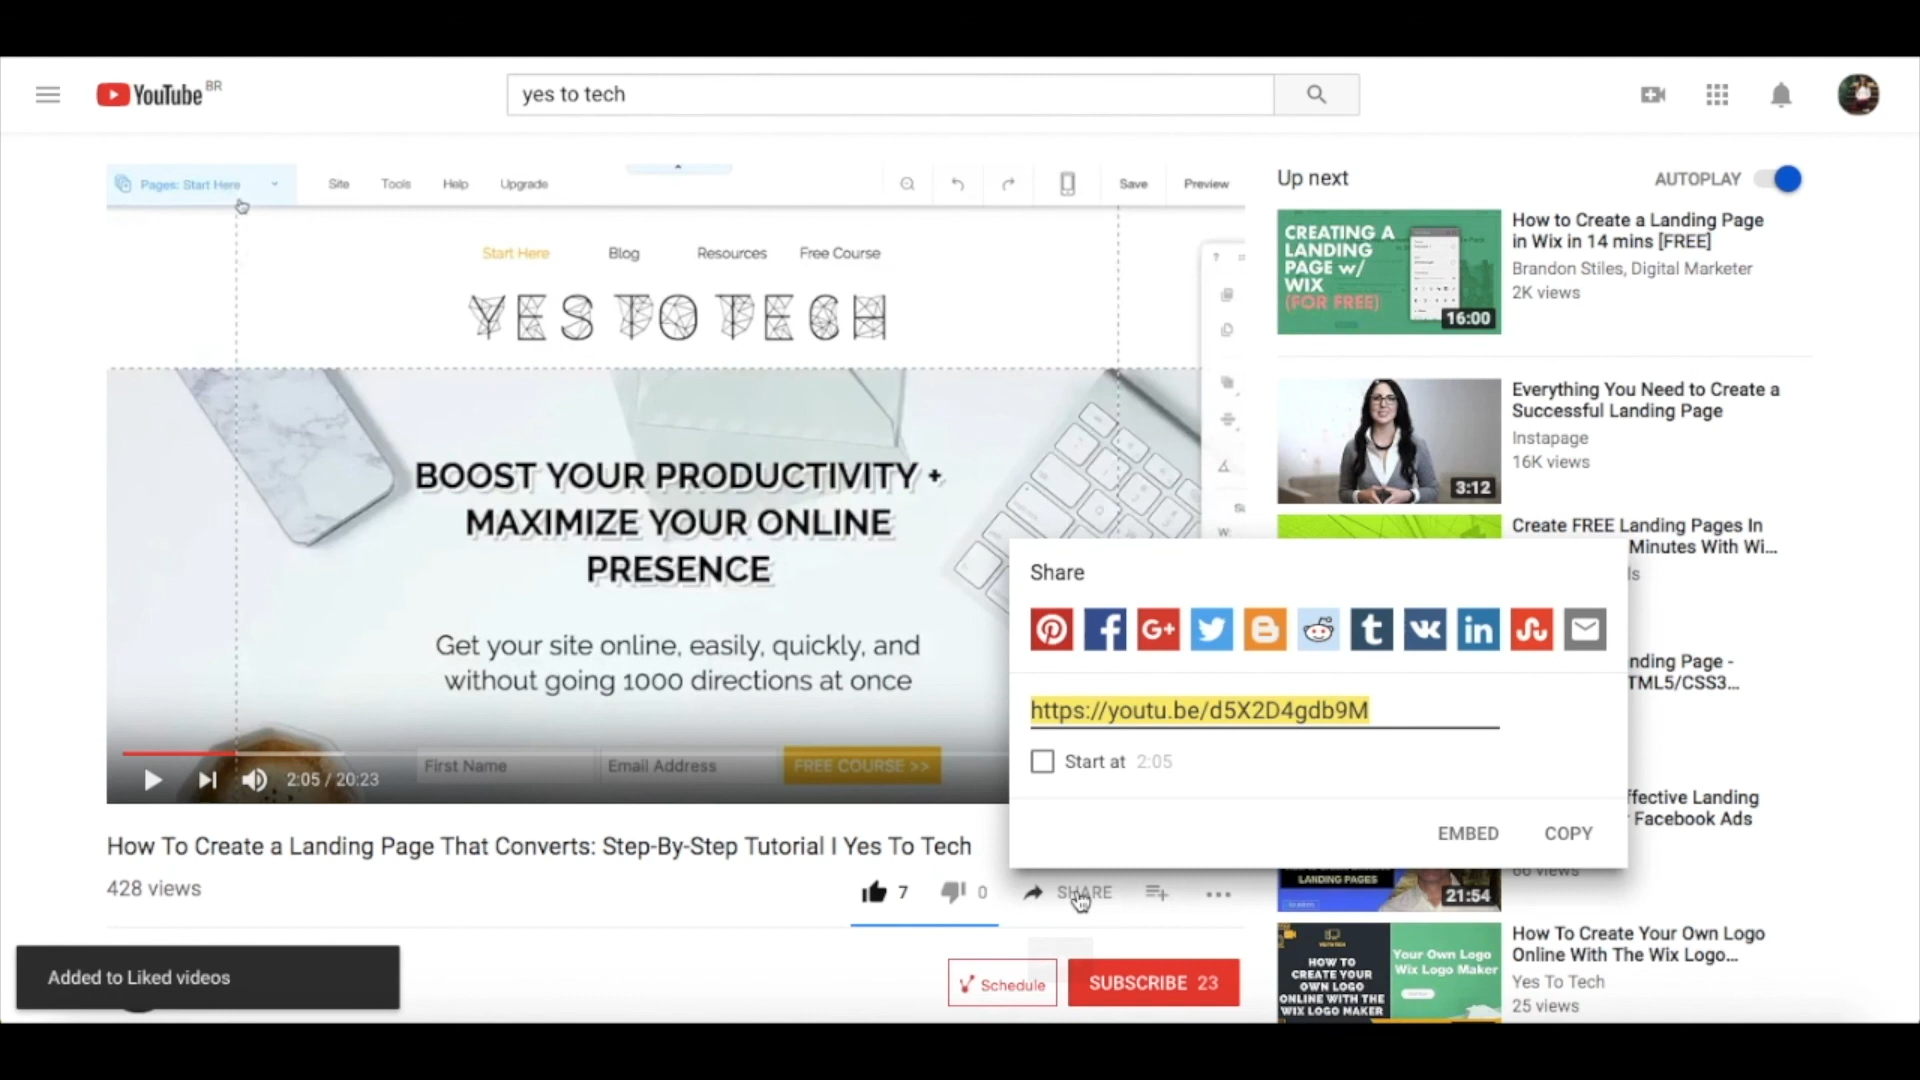 YouTube BR
yes to tech
Pages: Start Here
Site
Tools
Help
Upgrade
Save
Preview
Start Here
Blog
Resources
Free Course
YES TO TECH
BOOST YOUR PRODUCTIVITY +
MAXIMIZE YOUR ONLINE
PRESENCE
Get your site online, easily, quickly, and
without going 1000 directions at once
First Name
Email Address
FREE COURSE >>
2:05 / 20:23
How To Create a Landing Page That Converts: Step-By-Step Tutorial I Yes To Tech
428 views
7
0
SHARE
Added to Liked videos
Schedule
SUBSCRIBE 23
Share
https://youtu.be/d5X2D4gdb9M
Start at 2:05
EMBED
COPY
Up next
AUTOPLAY
CREATING A
LANDING
PAGE w/
WIX
(FOR FREE)
16:00
How to Create a Landing Page
in Wix in 14 mins [FREE]
Brandon Stiles, Digital Marketer
2K views
3:12
Everything You Need to Create a
Successful Landing Page
Instapage
16K views
Create FREE Landing Pages In
Minutes With Wi...
nding Page -
TML5/CSS3...
ffective Landing
Facebook Ads
66 views
LANDING PAGES
21:54
HOW TO
CREATE YOUR
OWN LOGO
ONLINE WITH THE
WIX LOGO MAKER
Your Own Logo
Wix Logo Maker
How To Create Your Own Logo
Online With The Wix Logo...
Yes To Tech
25 views